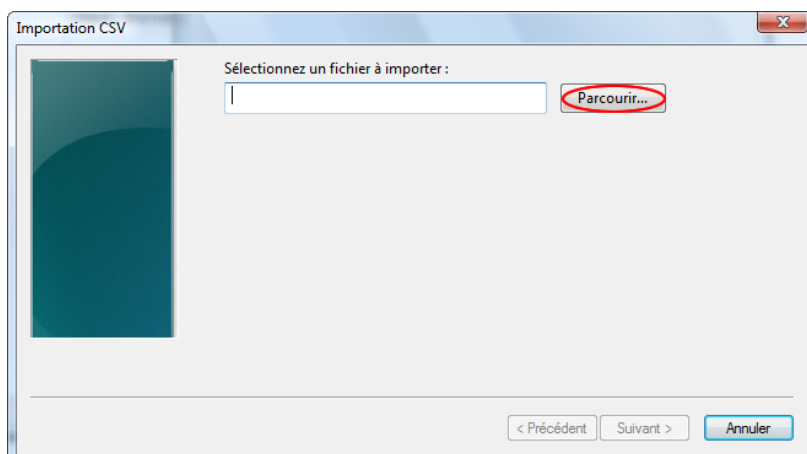 Importation CSV
Sélectionnez un fichier à importer :
Parcourir...
< Précédent Suivant > Annuler